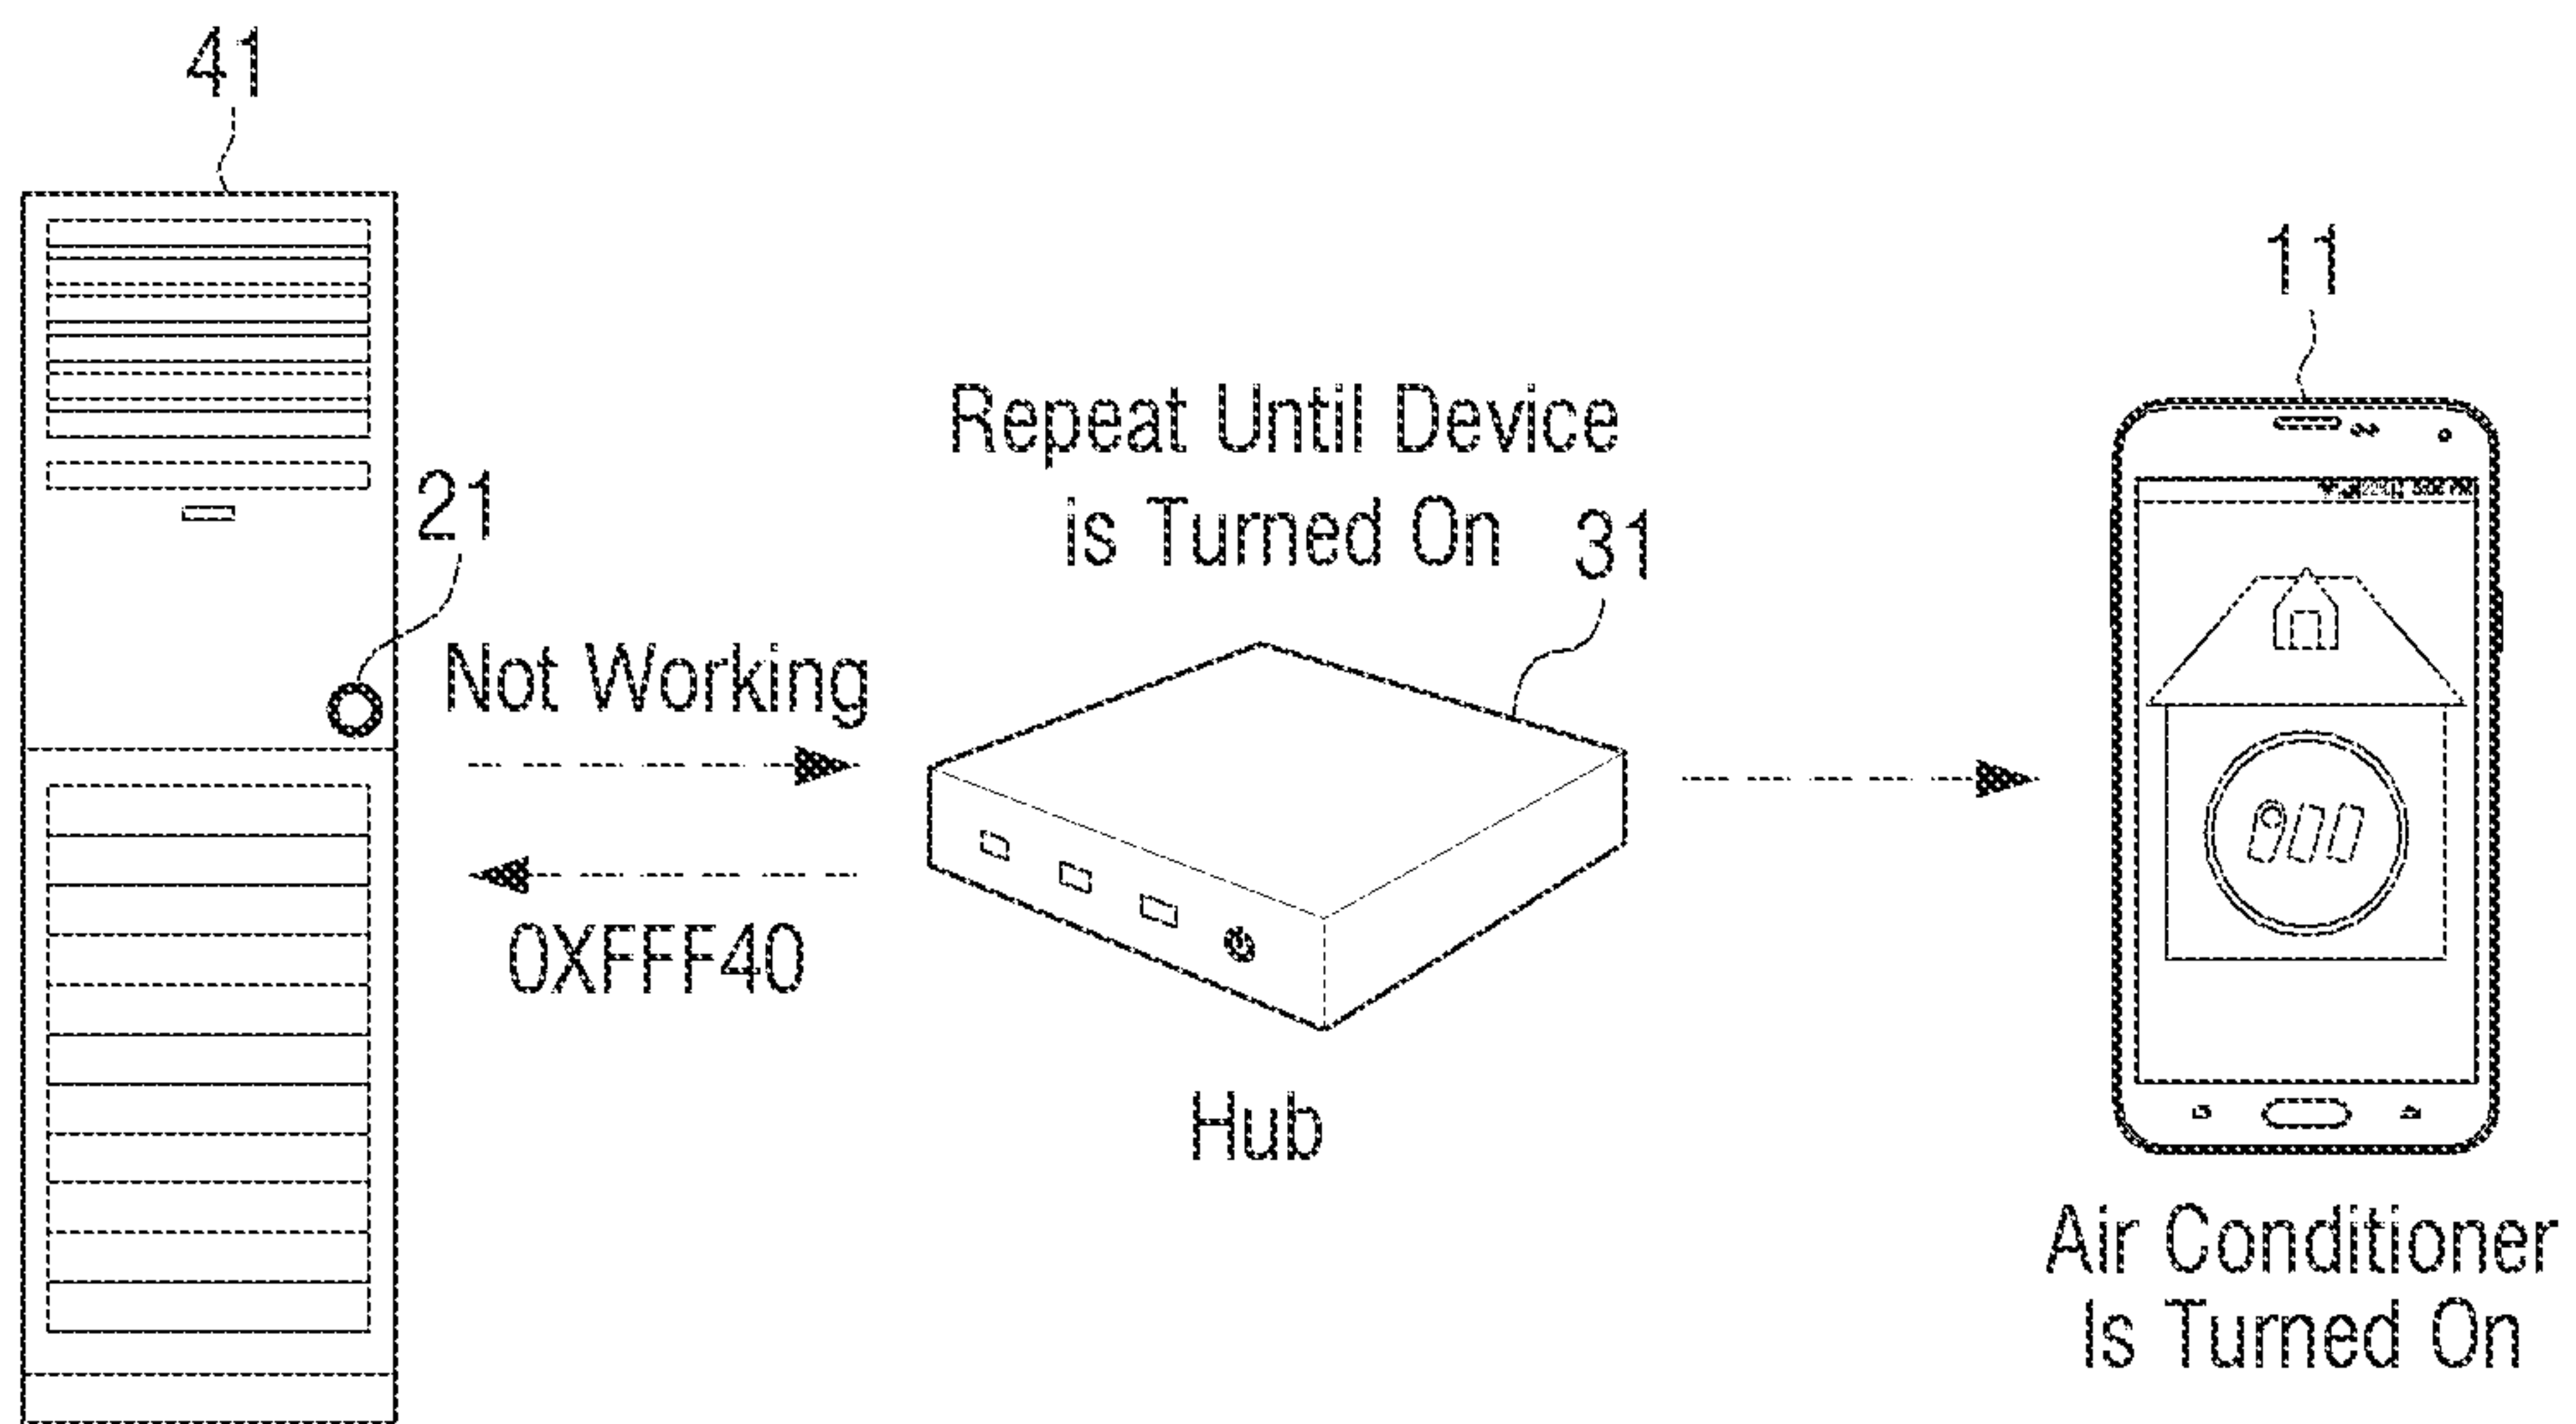 41
11
Repeat Until Device
is Turned On
21
31
Not Working
0XFFF40
Hub
Air Conditioner
Is Turned On